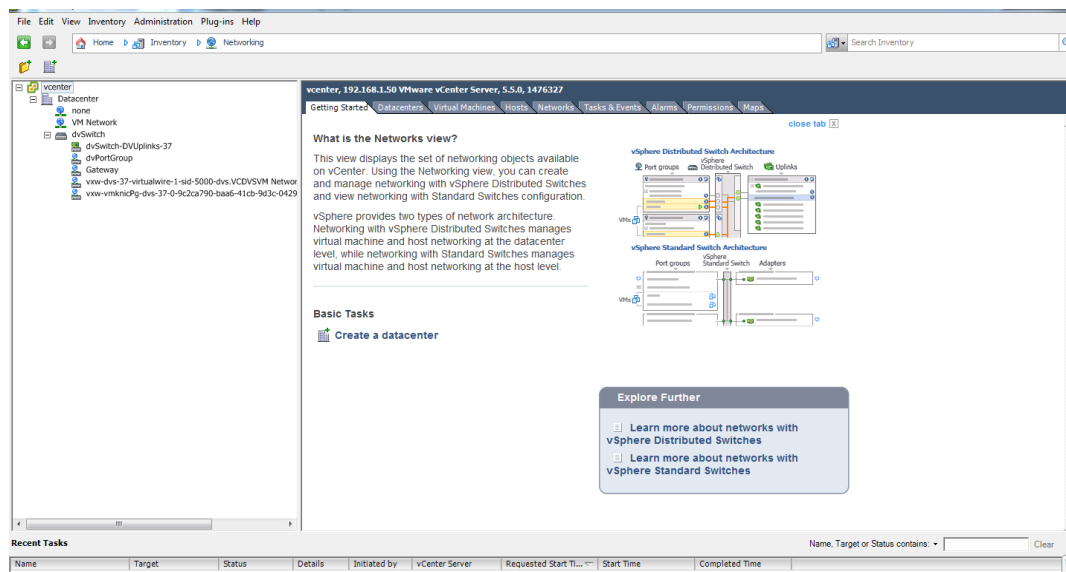 File Edit View Inventory Administration Plug-ins Help
Home Inventory Networking
Search Inventory
vcenter
Datacenter
none
VM Network
dvSwitch
dvSwitch-DVUplinks-37
dvPortGroup
Gateway
vxw-dvs-37-virtualwire-1-sid-5000-dvs.VCDVSVM Networ
vxw-vmknicPg-dvs-37-0-9c2ca790-baa6-41cb-9d3c-0429
vcenter, 192.168.1.50 VMware vCenter Server, 5.5.0, 1476327
Getting Started Datacenters Virtual Machines Hosts Networks Tasks & Events Alarms Permissions Maps
close tab
What is the Networks view?
This view displays the set of networking objects available
on vCenter. Using the Networking view, you can create
and manage networking with vSphere Distributed Switches
and view networking with Standard Switches configuration.
vSphere provides two types of network architecture.
Networking with vSphere Distributed Switches manages
virtual machine and host networking at the datacenter
level, while networking with Standard Switches manages
virtual machine and host networking at the host level.
Basic Tasks
Create a datacenter
vSphere Distributed Switch Architecture
vSphere
Port groups Distributed Switch Uplinks
VMs
vSphere Standard Switch Architecture
vSphere
Port groups Standard Switch Adapters
VMs
Explore Further
Learn more about networks with
vSphere Distributed Switches
Learn more about networks with
vSphere Standard Switches
Recent Tasks
Name, Target or Status contains:
Clear
Name Target Status Details Initiated by vCenter Server Requested Start Ti... Start Time Completed Time